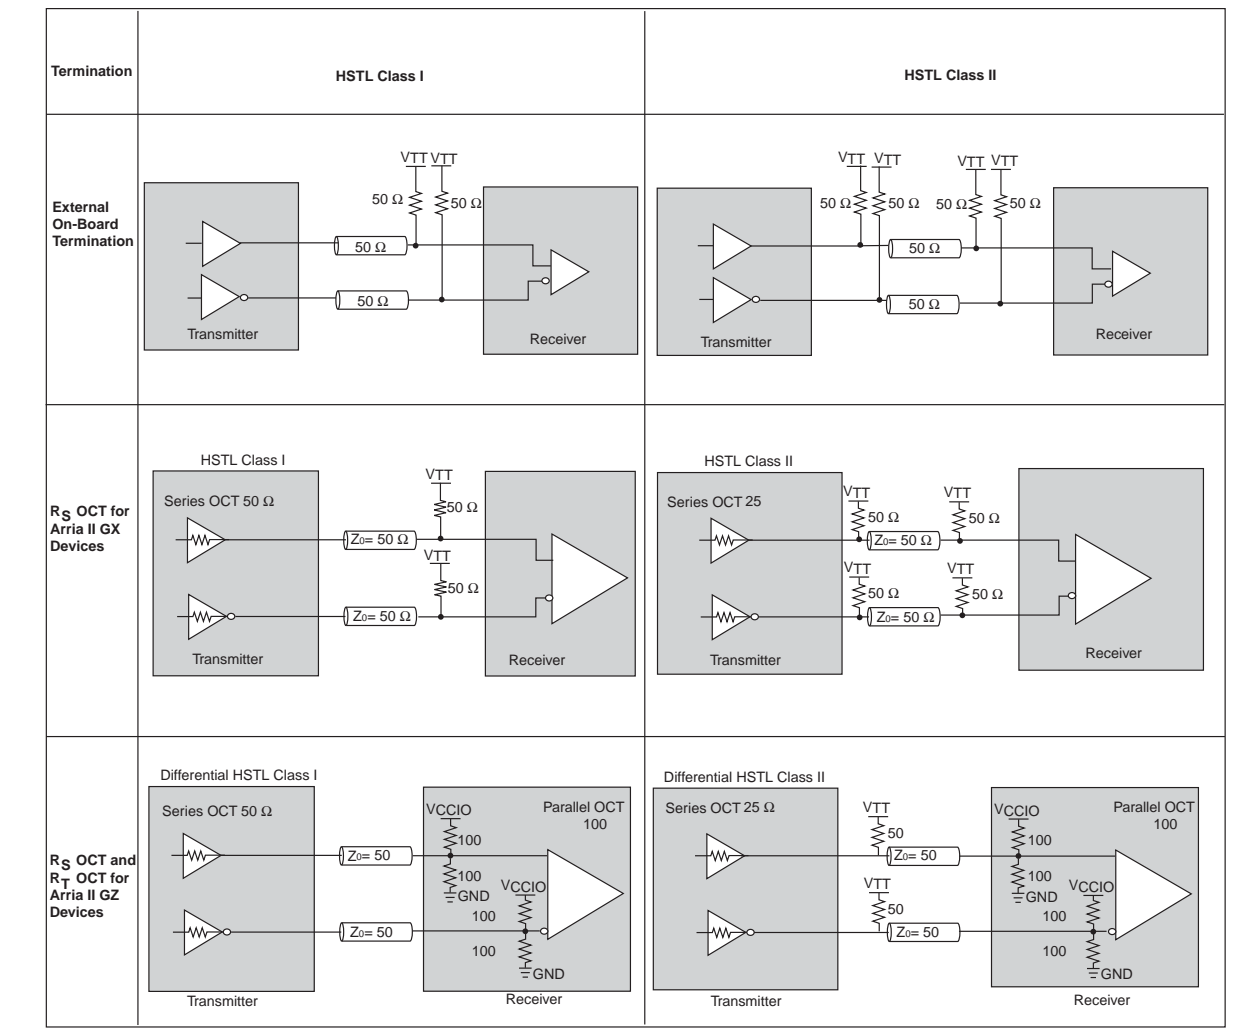 Termination
HSTL Class I
HSTL Class II
External
On-Board
Termination
VTT VTT
50 Ω
50 Ω
50 Ω
50 Ω
Transmitter
Receiver
VTT VTT
VTT VTT
50 Ω
50 Ω
50 Ω
50 Ω
50 Ω
50 Ω
Transmitter
Receiver
RS OCT for
Arria II GX
Devices
HSTL Class I
Series OCT 50 Ω
VTT
50 Ω
Z0= 50 Ω
VTT
50 Ω
Z0= 50 Ω
Transmitter
Receiver
HSTL Class II
Series OCT 25
VTT
VTT
50 Ω
50 Ω
Z0= 50 Ω
VTT
VTT
50 Ω
50 Ω
Z0= 50 Ω
Transmitter
Receiver
RS OCT and
RT OCT for
Arria II GZ
Devices
Differential HSTL Class I
Series OCT 50 Ω
VCCIO
Parallel OCT
100
100
Z0= 50
100
GND
VCCIO
100
Z0= 50
100
GND
Transmitter
Receiver
Differential HSTL Class II
Series OCT 25 Ω
VTT
50
Z0= 50
VTT
50
Z0= 50
VCCIO
Parallel OCT
100
100
100
GND
VCCIO
100
100
GND
Transmitter
Receiver